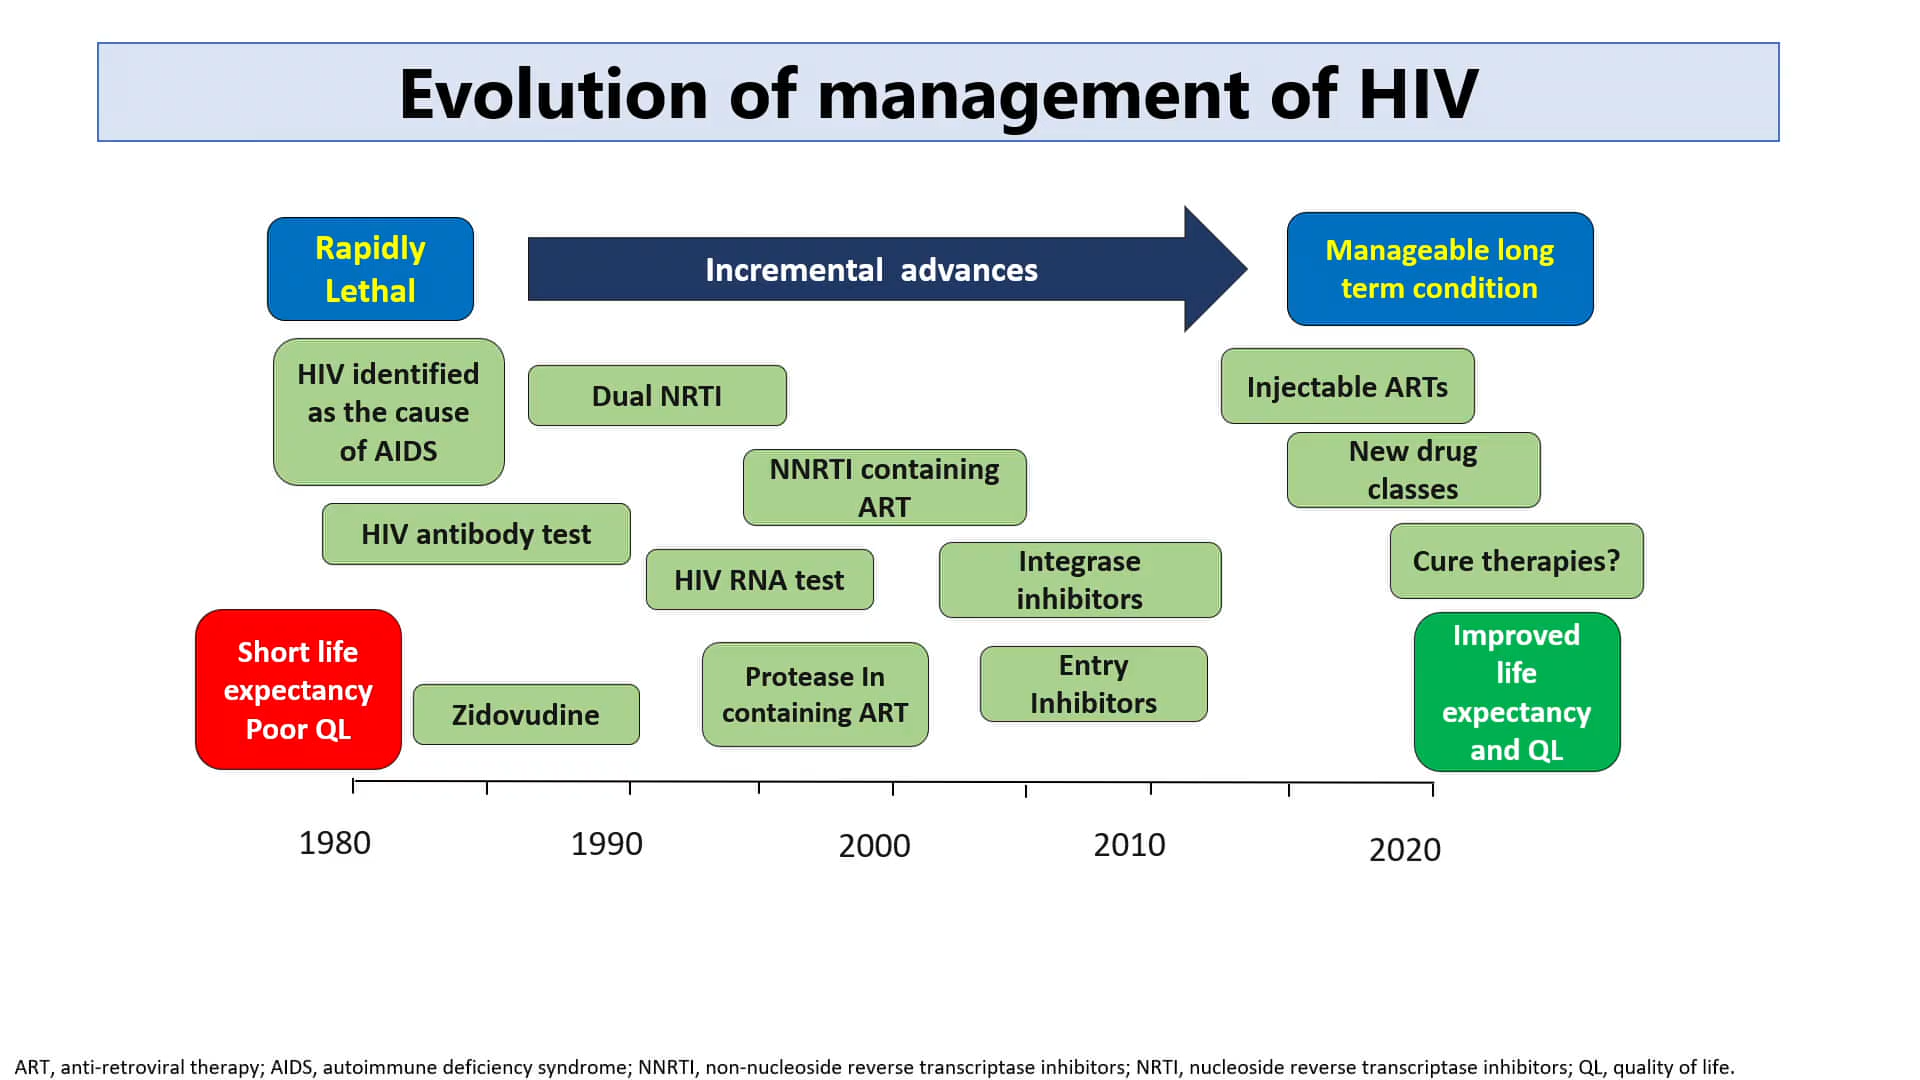 Evolution of management of HIV
Rapidly
Lethal
Incremental advances
Manageable long
term condition
HIV identified
as the cause
of AIDS
Dual NRTI
Injectable ARTs
NNRTI containing
ART
New drug
classes
HIV antibody test
HIV RNA test
Integrase
inhibitors
Cure therapies?
Short life
expectancy
Poor QL
Zidovudine
Protease In
containing ART
Entry
Inhibitors
Improved
life
expectancy
and QL
1980
1990
2000
2010
2020
ART, anti-retroviral therapy; AIDS, autoimmune deficiency syndrome; NNRTI, non-nucleoside reverse transcriptase inhibitors; NRTI, nucleoside reverse transcriptase inhibitors; QL, quality of life.